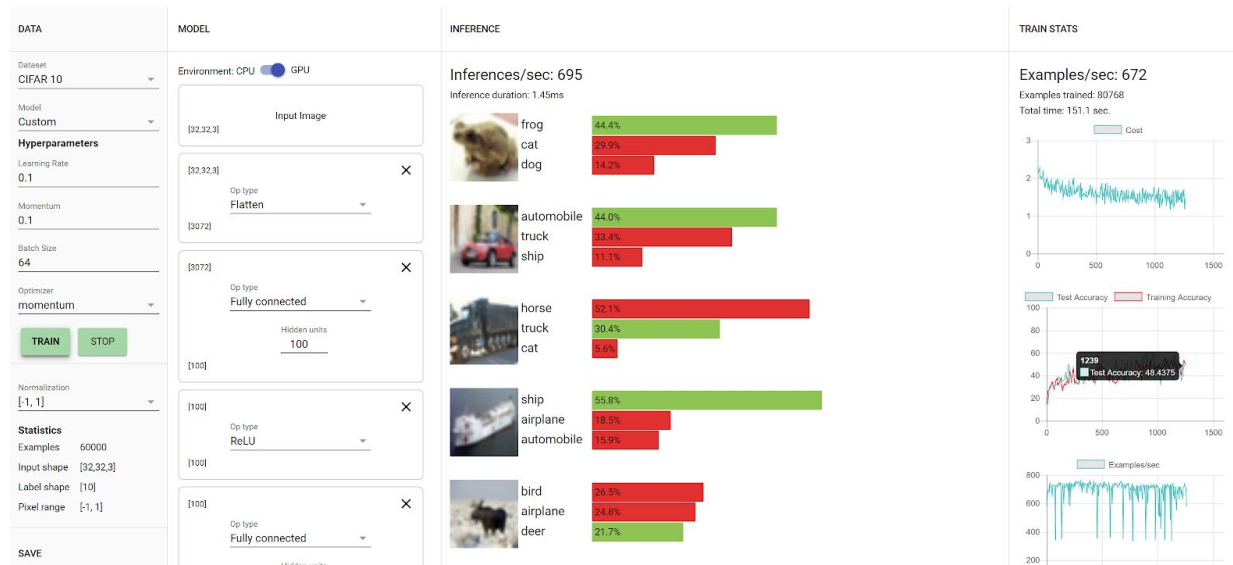 DATA
Dataset
CIFAR 10
Model
Custom
Hyperparameters
Learning Rate
0.1
Momentum
0.1
Batch Size
64
Optimizer
momentum
TRAIN STOP
Normalization
[-1, 1]
Statistics
Examples 60000
Input shape [32,32,3]
Label shape [10]
Pixel range [-1, 1]
SAVE
MODEL
Environment: CPU GPU
Input Image
[32,32,3]
[32,32,3]
Op type
Flatten
[3072]
[3072]
Op type
Fully connected
Hidden units
100
[100]
[100]
Op type
ReLU
[100]
[100]
Op type
Fully connected
Hidden units
INFERENCE
Inferences/sec: 695
Inference duration: 1.45ms
frog 44.4%
cat 29.9%
dog 14.2%
automobile 44.0%
truck 33.4%
ship 11.1%
horse 52.1%
truck 30.4%
cat 5.6%
ship 55.8%
airplane 18.5%
automobile 15.9%
bird 26.5%
airplane 24.8%
deer 21.7%
TRAIN STATS
Examples/sec: 672
Examples trained: 80768
Total time: 151.1 sec.
Cost
3
2
1
0
0 500 1000 1500
Test Accuracy Training Accuracy
100
80
60
40
20
0
0 500 1000 1500
1239
Test Accuracy: 48.4375
Examples/sec
800
600
400
200